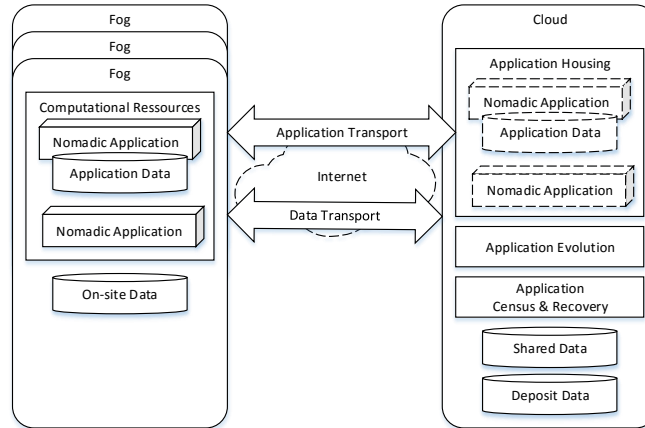 Fog
Fog
Fog
Computational Ressources
Nomadic Application
Application Data
Nomadic Application
On-site Data
Application Transport
Internet
Data Transport
Cloud
Application Housing
Nomadic Application
Application Data
Nomadic Application
Application Evolution
Application
Census & Recovery
Shared Data
Deposit Data